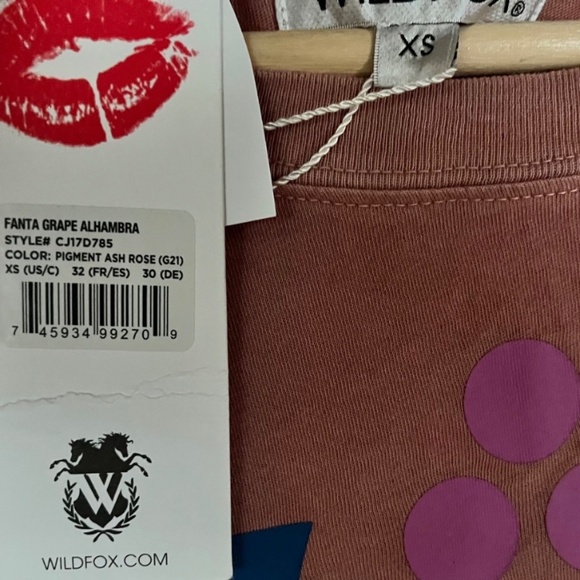 WILDFOX®
XS
FANTA GRAPE ALHAMBRA
STYLE# CJ17D785
COLOR: PIGMENT ASH ROSE (G21)
XS (US/C) 32 (FR/ES) 30 (DE)
7 45934 99270 9
W
WILDFOX.COM